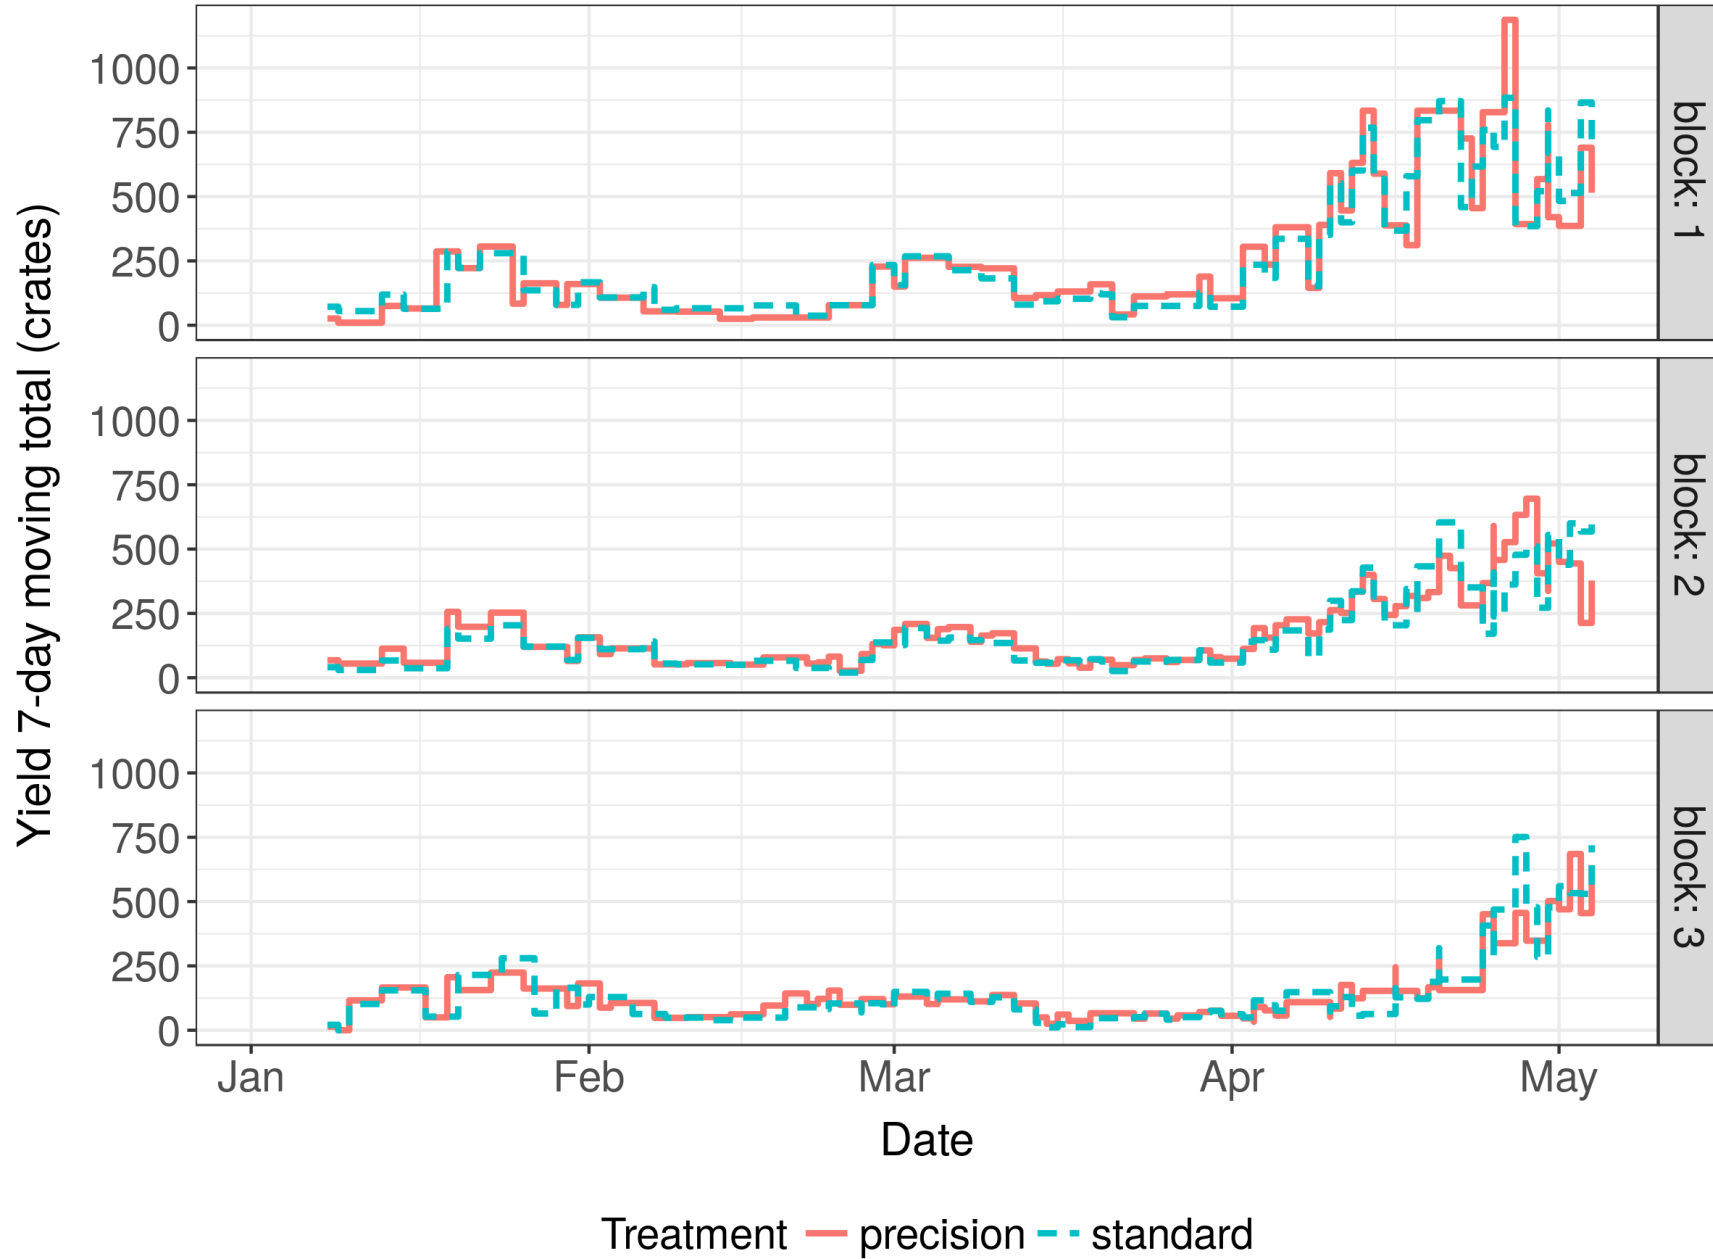 Yield 7-day moving total (crates)
1000
750
500
250
0
block: 1
1000
750
500
250
0
block: 2
1000
750
500
250
0
block: 3
Jan Feb Mar Apr May
Date
Treatment precision standard